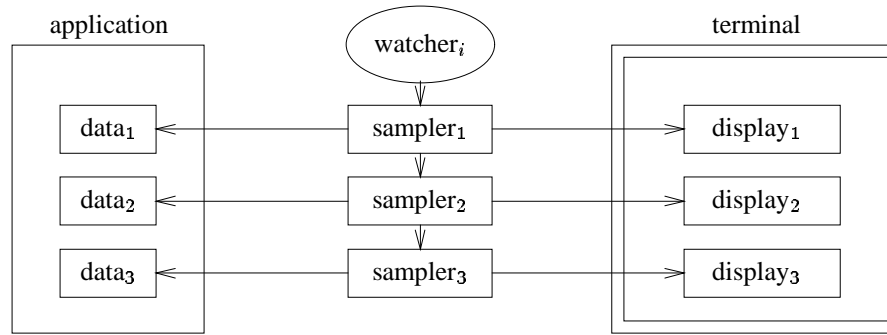 application
watcherᵢ
terminal
data₁
sampler₁
display₁
data₂
sampler₂
display₂
data₃
sampler₃
display₃